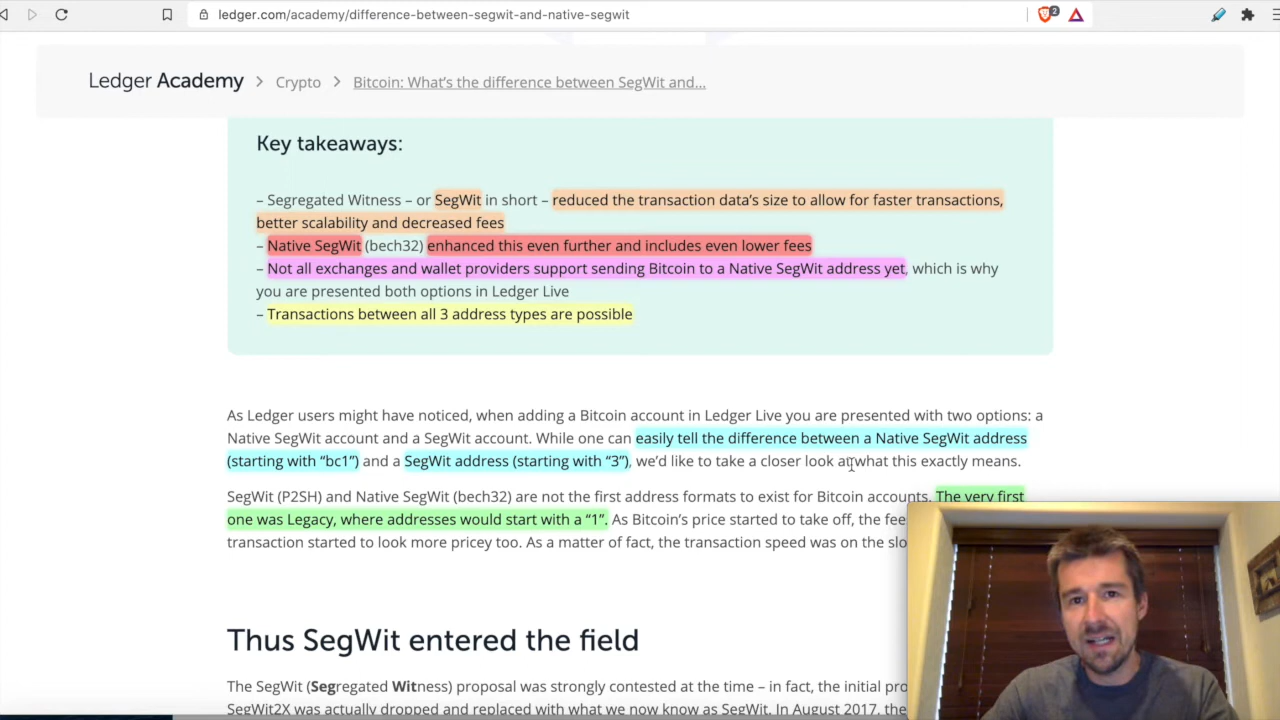 ledger.com/academy/difference-between-segwit-and-native-segwit
2
Ledger Academy > Crypto > Bitcoin: What's the difference between SegWit and...
Key takeaways:
– Segregated Witness – or SegWit in short – reduced the transaction data's size to allow for faster transactions,
better scalability and decreased fees
– Native SegWit (bech32) enhanced this even further and includes even lower fees
– Not all exchanges and wallet providers support sending Bitcoin to a Native SegWit address yet, which is why
you are presented both options in Ledger Live
– Transactions between all 3 address types are possible
As Ledger users might have noticed, when adding a Bitcoin account in Ledger Live you are presented with two options: a
Native SegWit account and a SegWit account. While one can easily tell the difference between a Native SegWit address
(starting with “bc1”) and a SegWit address (starting with “3”), we'd like to take a closer look at what this exactly means.
SegWit (P2SH) and Native SegWit (bech32) are not the first address formats to exist for Bitcoin accounts. The very first
one was Legacy, where addresses would start with a “1”. As Bitcoin's price started to take off, the fee
transaction started to look more pricey too. As a matter of fact, the transaction speed was on the slo
Thus SegWit entered the field
The SegWit (Segregated Witness) proposal was strongly contested at the time – in fact, the initial pro
SegWit2X was actually dropped and replaced with what we now know as SegWit. In August 2017, the